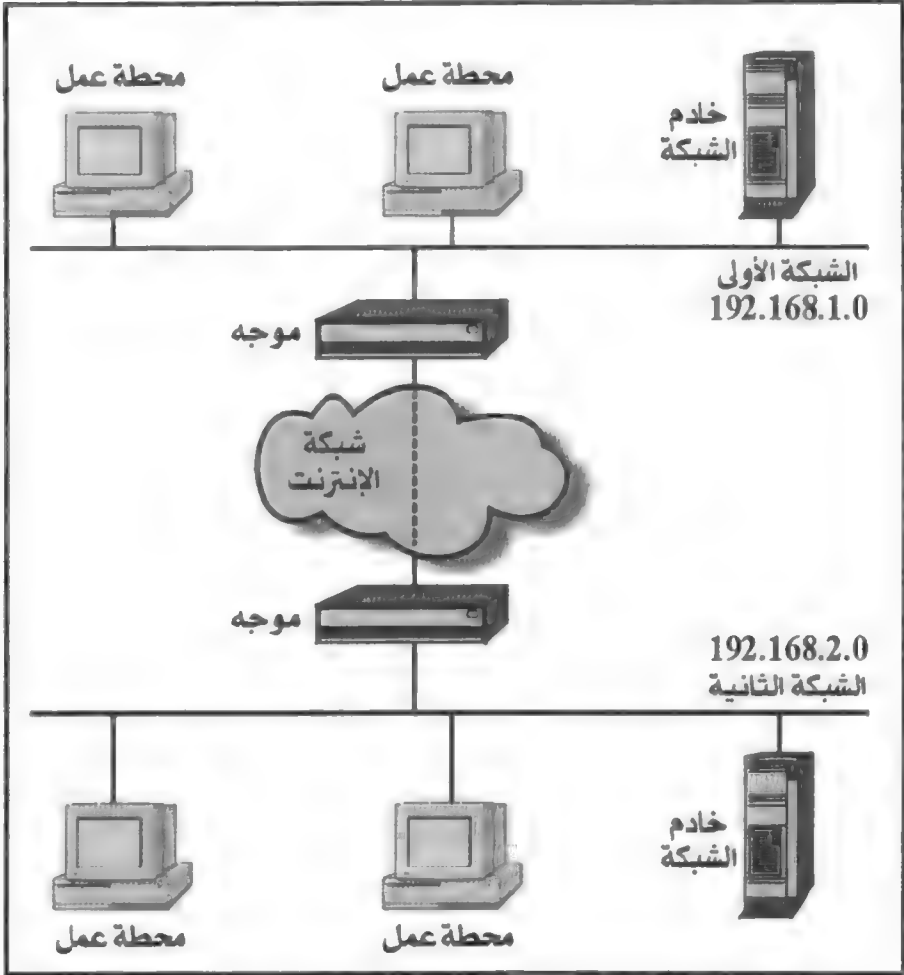 محطة عمل
محطة عمل
خادم
الشبكة
الشبكة الأولى
192.168.1.0
موجه
شبكة
الإنترنت
موجه
192.168.2.0
الشبكة الثانية
خادم
الشبكة
محطة عمل
محطة عمل